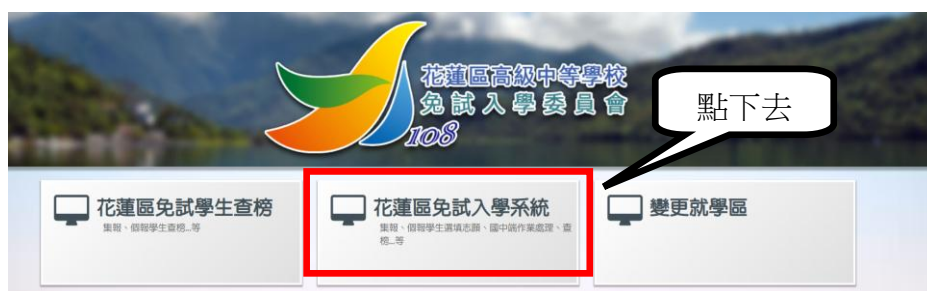 花蓮區高級中等學校
免試入學委員會
108
點下去
花蓮區免試學生查榜
集報、個報學生查榜...等
花蓮區免試入學系統
集報、個報學生選填志願、國中端作業處理、查
榜...等
變更就學區